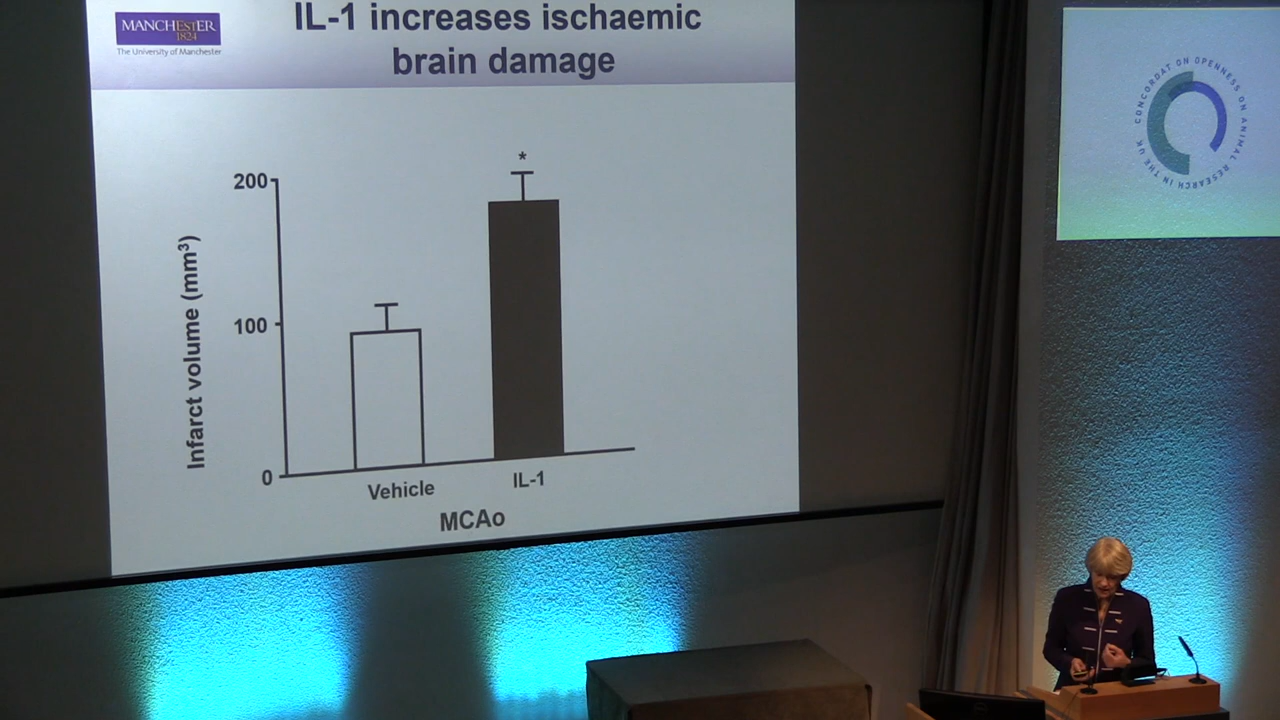 MANCHEsTER
1824
The University of Manchester
IL-1 increases ischaemic
brain damage
*
200
100
0
Infarct volume (mm³)
Vehicle
IL-1
MCAo
CONCORDAT ON OPENNESS ON ANIMAL RESEARCH IN THE UK